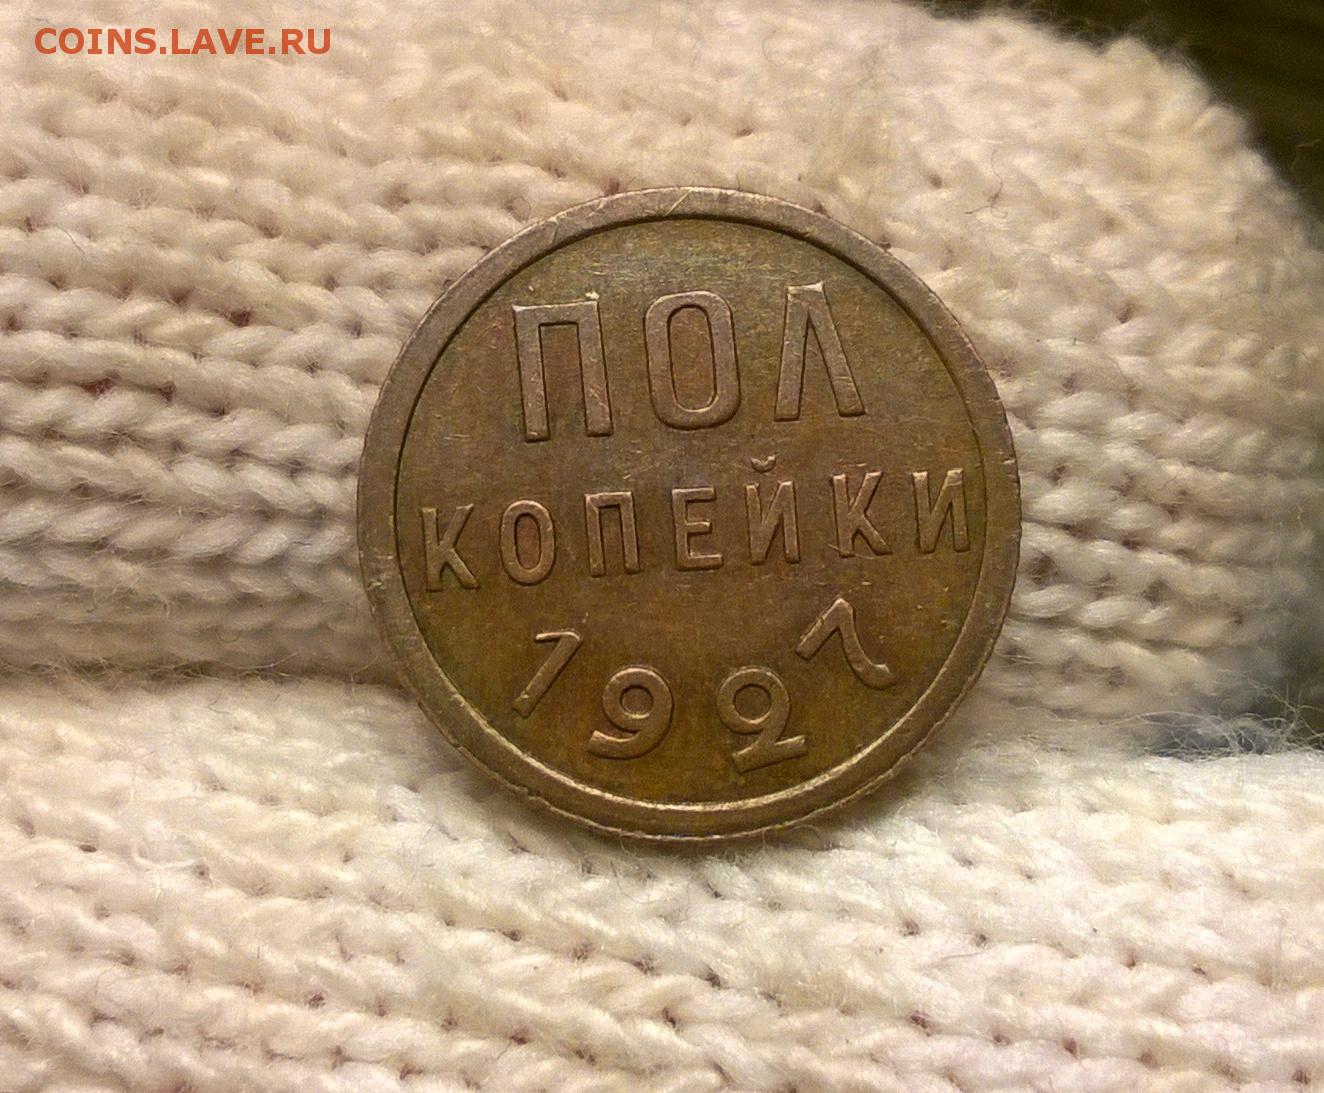 COINS.LAVE.RU
ПОЛ
КОПЕЙКИ
1927